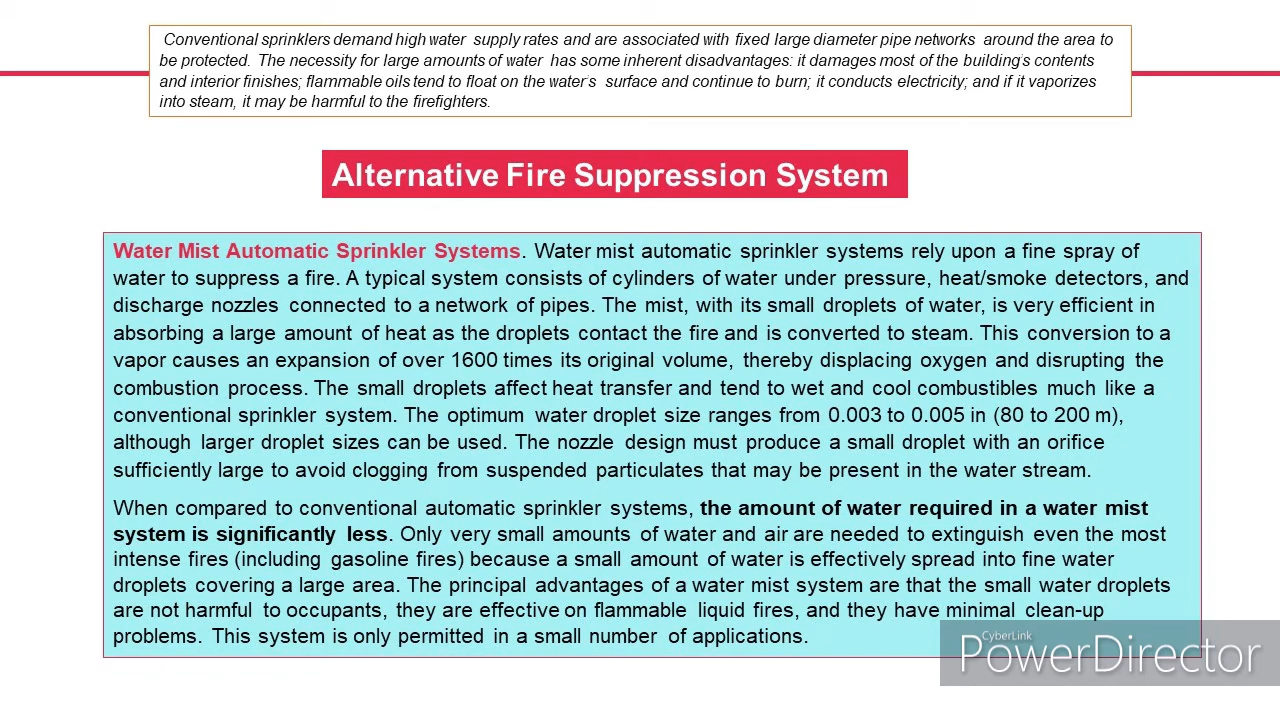 Conventional sprinklers demand high water supply rates and are associated with fixed large diameter pipe networks around the area to
be protected. The necessity for large amounts of water has some inherent disadvantages: it damages most of the building's contents
and interior finishes; flammable oils tend to float on the water's surface and continue to burn; it conducts electricity; and if it vaporizes
into steam, it may be harmful to the firefighters.
Alternative Fire Suppression System
Water Mist Automatic Sprinkler Systems. Water mist automatic sprinkler systems rely upon a fine spray of
water to suppress a fire. A typical system consists of cylinders of water under pressure, heat/smoke detectors, and
discharge nozzles connected to a network of pipes. The mist, with its small droplets of water, is very efficient in
absorbing a large amount of heat as the droplets contact the fire and is converted to steam. This conversion to a
vapor causes an expansion of over 1600 times its original volume, thereby displacing oxygen and disrupting the
combustion process. The small droplets affect heat transfer and tend to wet and cool combustibles much like a
conventional sprinkler system. The optimum water droplet size ranges from 0.003 to 0.005 in (80 to 200 m),
although larger droplet sizes can be used. The nozzle design must produce a small droplet with an orifice
sufficiently large to avoid clogging from suspended particulates that may be present in the water stream.
When compared to conventional automatic sprinkler systems, the amount of water required in a water mist
system is significantly less. Only very small amounts of water and air are needed to extinguish even the most
intense fires (including gasoline fires) because a small amount of water is effectively spread into fine water
droplets covering a large area. The principal advantages of a water mist system are that the small water droplets
are not harmful to occupants, they are effective on flammable liquid fires, and they have minimal clean-up
problems. This system is only permitted in a small number of applications.
CyberLink
PowerDirector